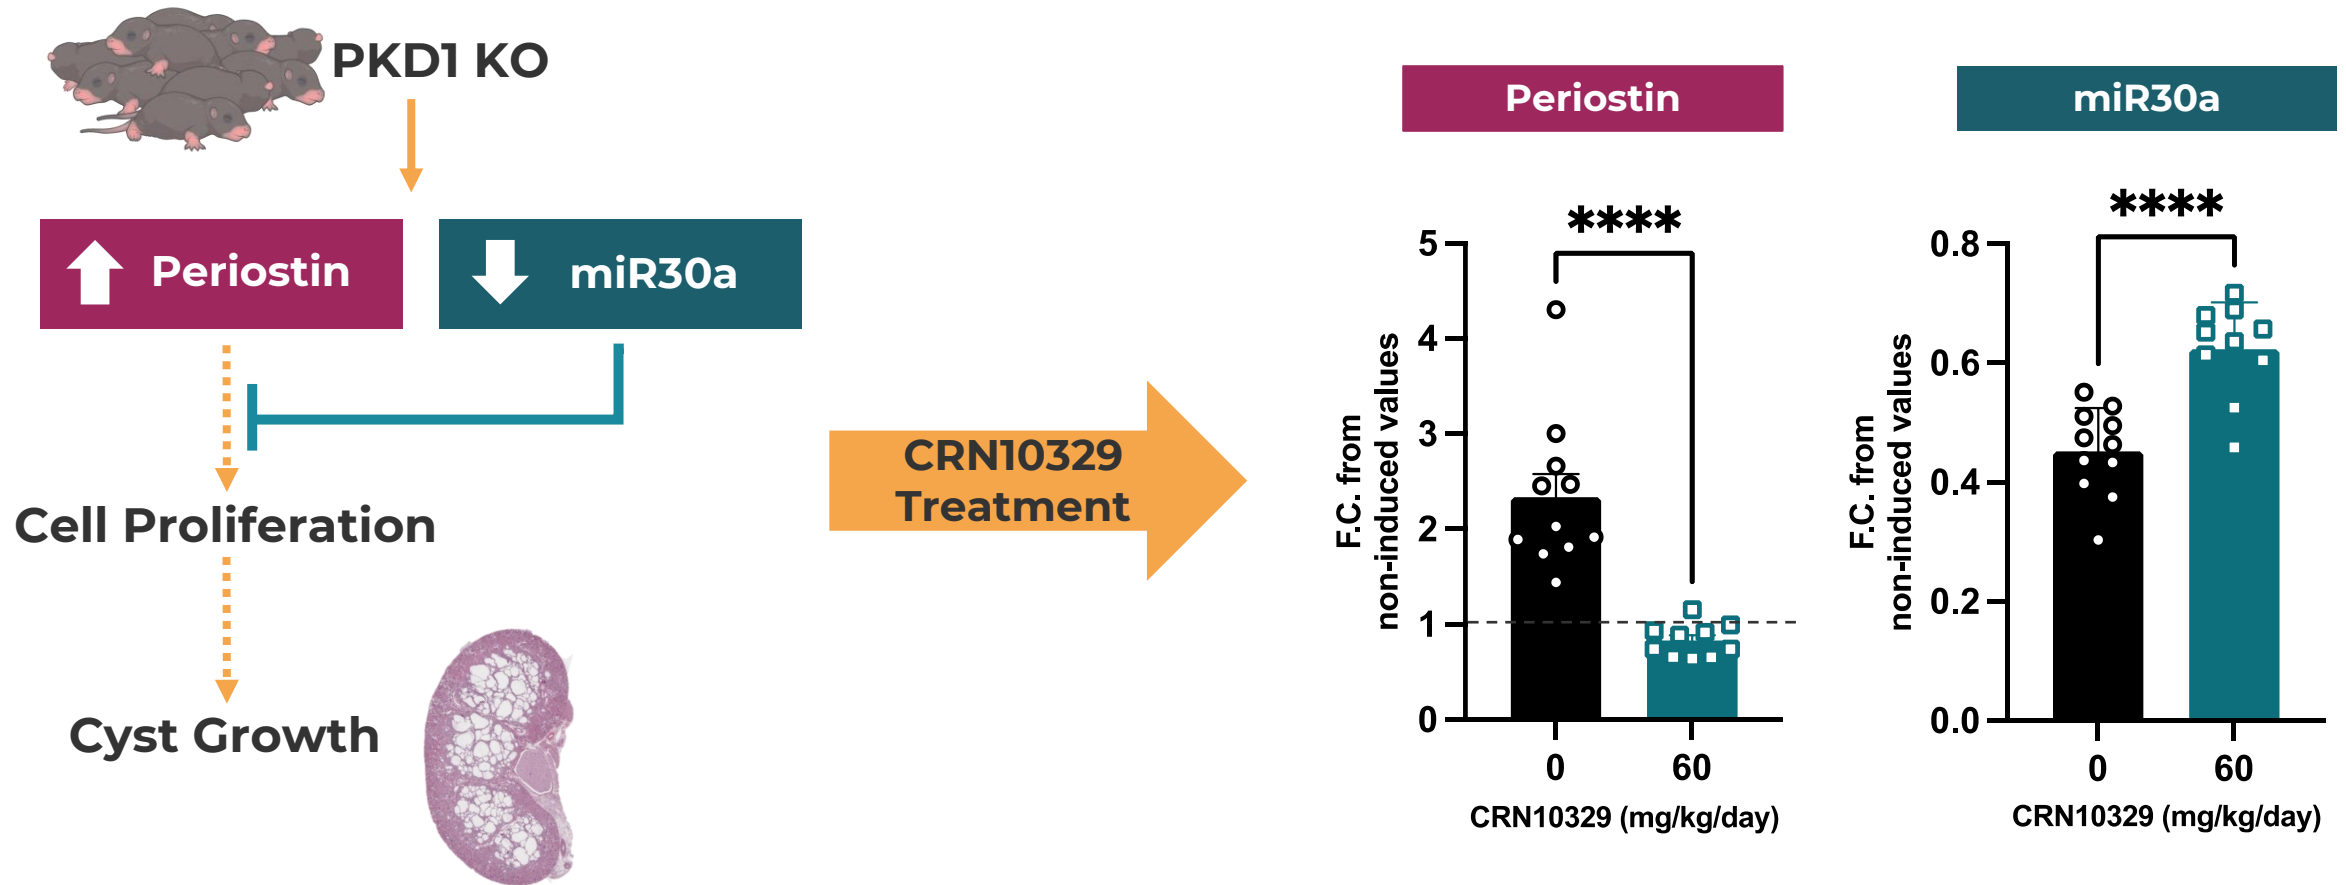 PKD1 KO
Periostin
miR30a
Cell Proliferation
Cyst Growth
CRN10329
Treatment
Periostin
****
5
4
3
2
1
0
F.C. from
non-induced values
0
60
CRN10329 (mg/kg/day)
miR30a
****
0.8
0.6
0.4
0.2
0.0
F.C. from
non-induced values
0
60
CRN10329 (mg/kg/day)